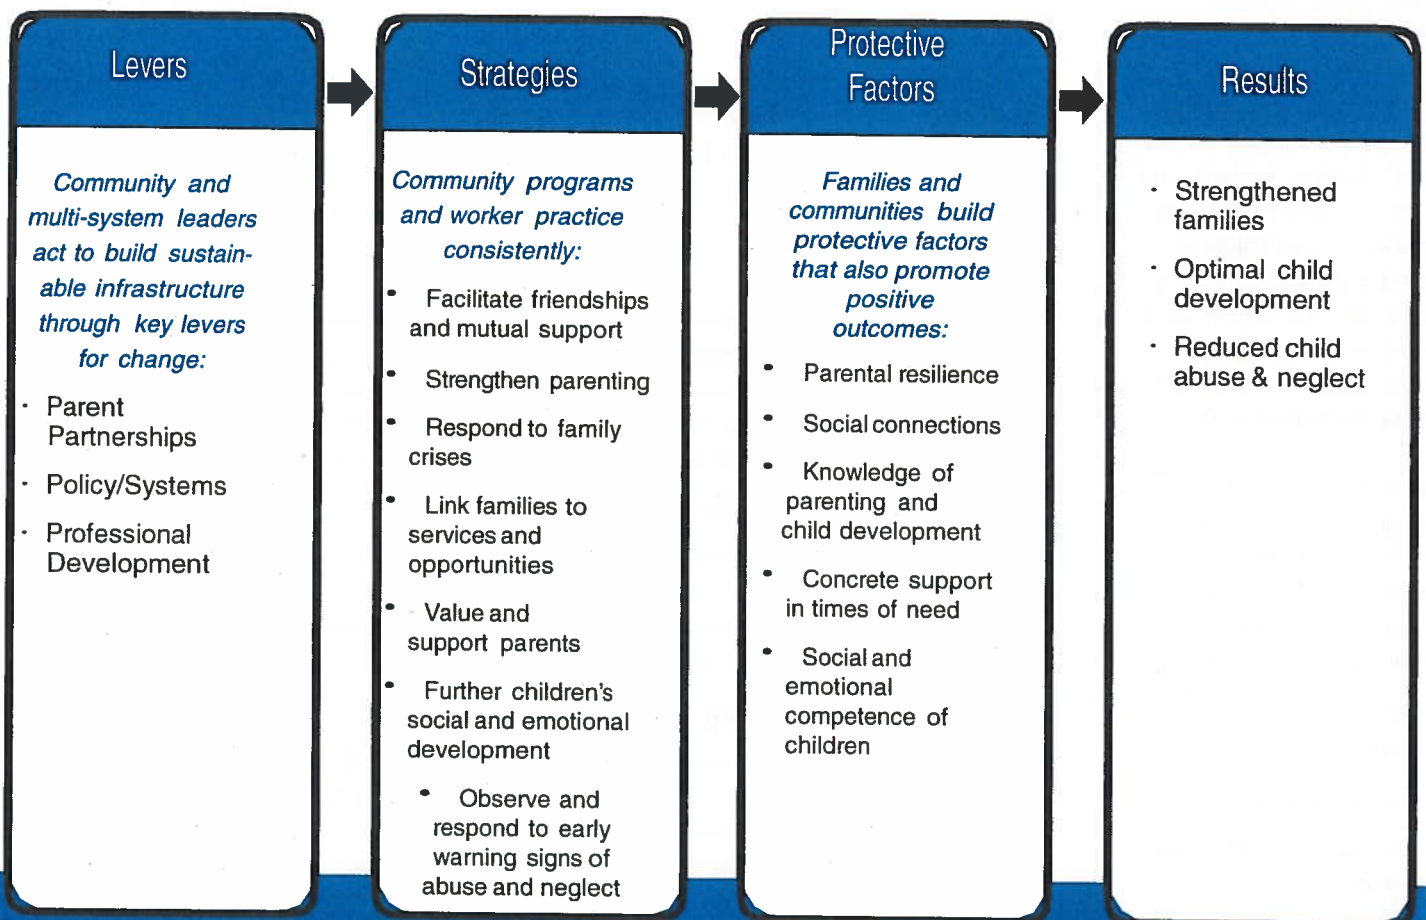 Levers
Community and
multi-system leaders
act to build sustain-
able infrastructure
through key levers
for change:
· Parent
Partnerships
· Policy/Systems
· Professional
Development
Strategies
Community programs
and worker practice
consistently:
• Facilitate friendships
and mutual support
• Strengthen parenting
• Respond to family
crises
• Link families to
services and
opportunities
• Value and
support parents
• Further children's
social and emotional
development
• Observe and
respond to early
warning signs of
abuse and neglect
Protective
Factors
Families and
communities build
protective factors
that also promote
positive
outcomes:
• Parental resilience
• Social connections
• Knowledge of
parenting and
child development
• Concrete support
in times of need
• Social and
emotional
competence of
children
Results
· Strengthened
families
· Optimal child
development
· Reduced child
abuse & neglect